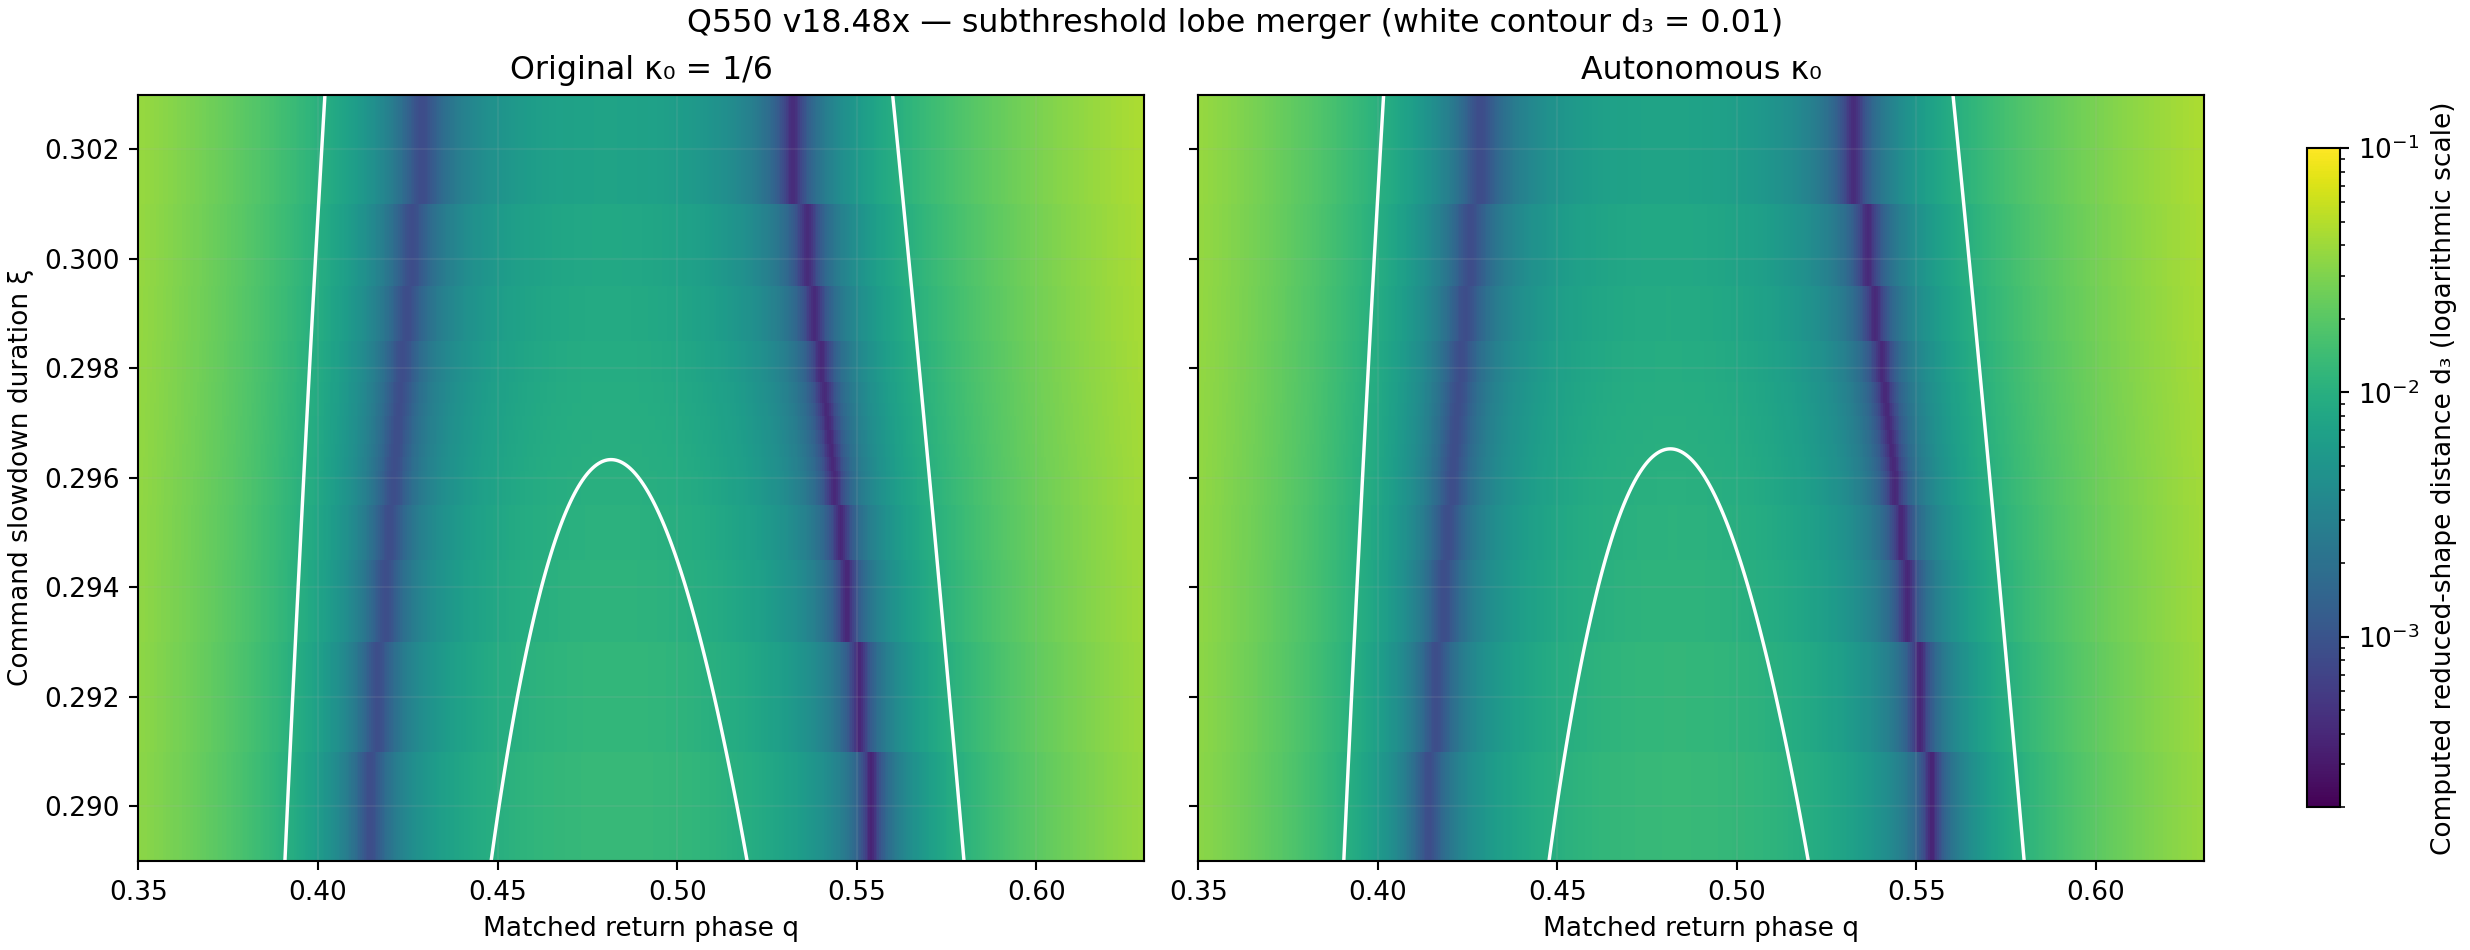 Q550 v18.48x — subthreshold lobe merger (white contour d₃ = 0.01)
Original κ₀ = 1/6
Autonomous κ₀
Command slowdown duration ξ
0.302
0.300
0.298
0.296
0.294
0.292
0.290
0.35 0.40 0.45 0.50 0.55 0.60
Matched return phase q
0.35 0.40 0.45 0.50 0.55 0.60
Matched return phase q
10⁻¹
10⁻²
10⁻³
Computed reduced-shape distance d₃ (logarithmic scale)